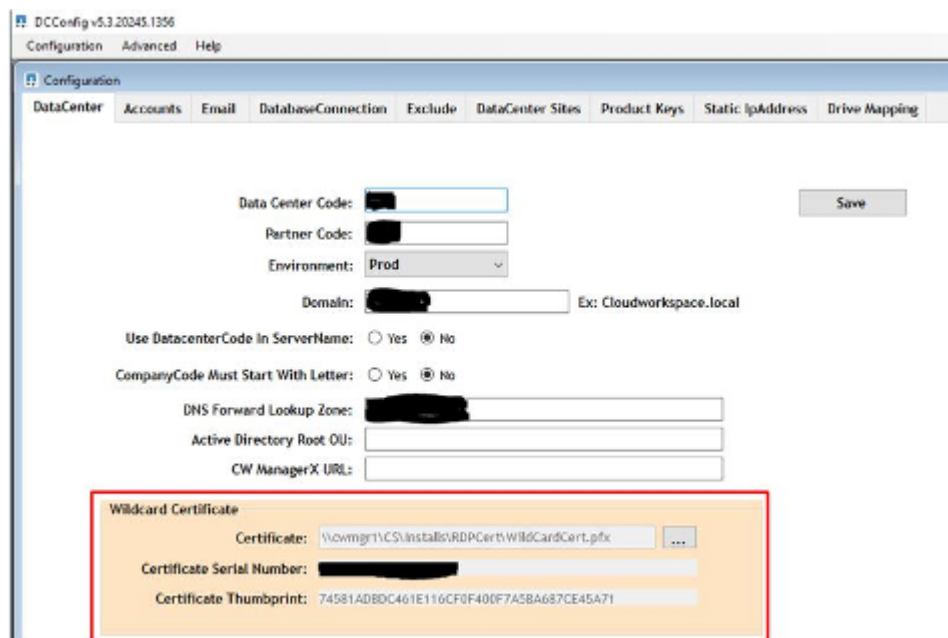 DCConfig v5.3.20245.1356
Configuration Advanced Help
Configuration
DataCenter Accounts Email DatabaseConnection Exclude DataCenter Sites Product Keys Static IpAddress Drive Mapping
Data Center Code:
Save
Partner Code:
Environment: Prod
Domain: Ex: Cloudworkspace.local
Use DatacenterCode In ServerName: Yes No
CompanyCode Must Start With Letter: Yes No
DNS Forward Lookup Zone:
Active Directory Root OU:
CW ManagerX URL:
Wildcard Certificate
Certificate: \\cwmgr1\CS\Installs\RDPCert\WildCardCert.pfx ...
Certificate Serial Number:
Certificate Thumbprint: 74581ADBDC461E116CF0F400F7A5BA687CE45A71